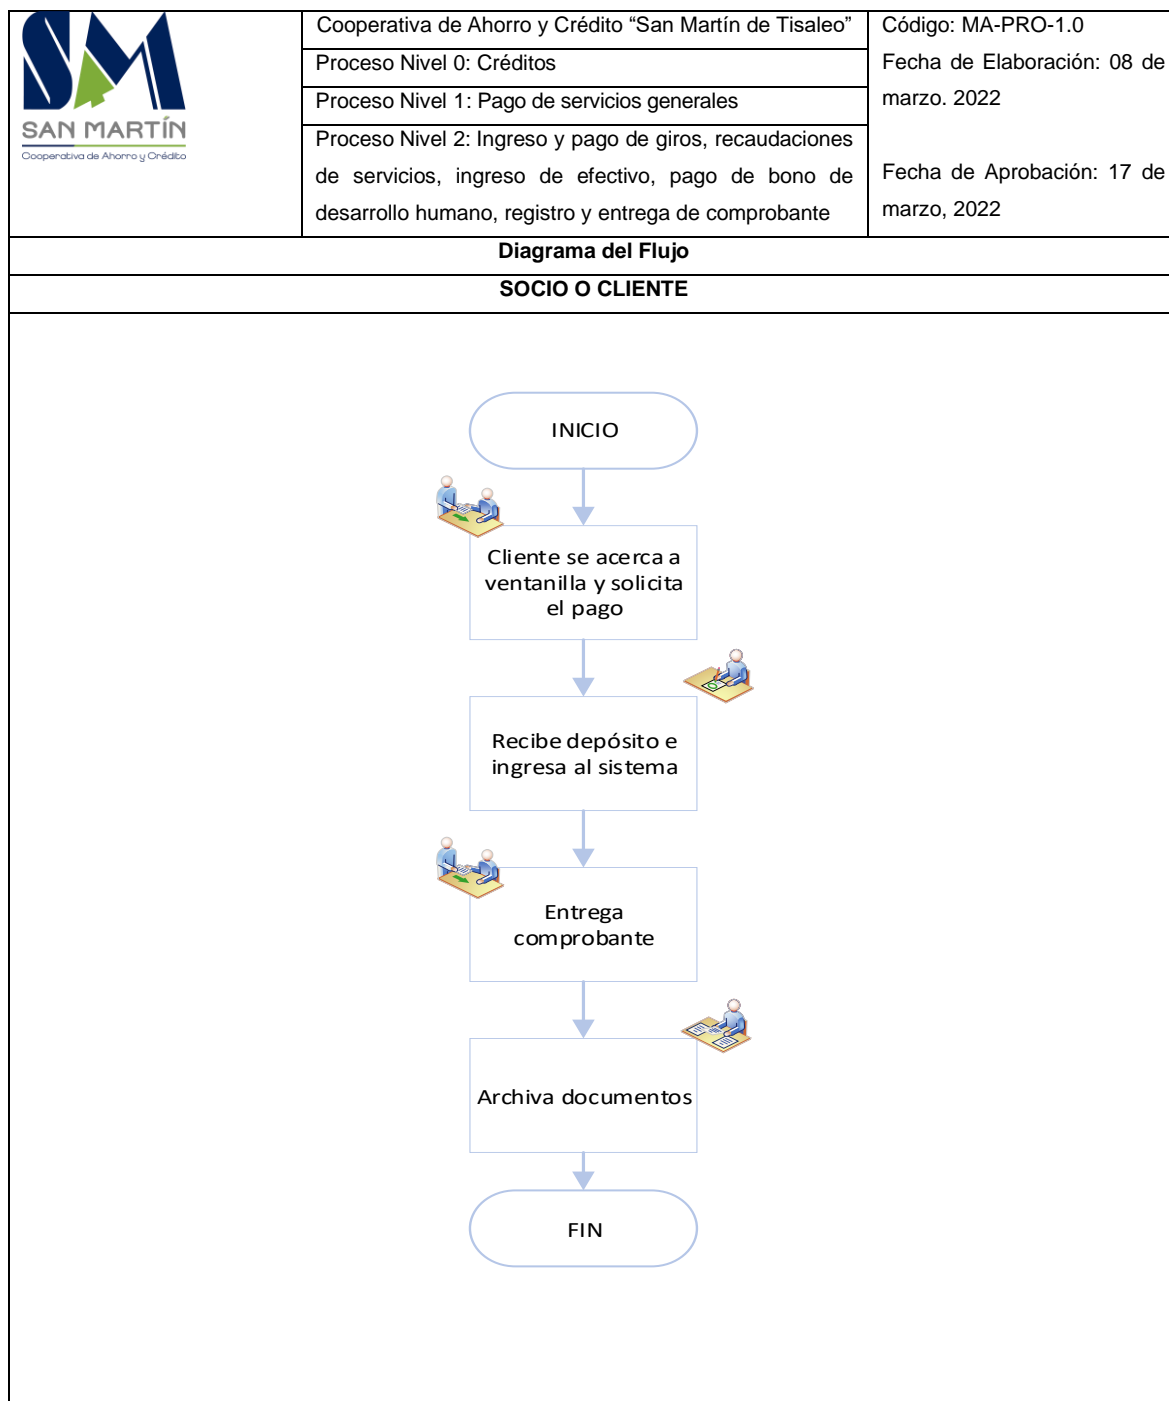 SM
SAN MARTÍN
Cooperativa de Ahorro y Crédito
Cooperativa de Ahorro y Crédito “San Martín de Tisaleo”
Proceso Nivel 0: Créditos
Proceso Nivel 1: Pago de servicios generales
Proceso Nivel 2: Ingreso y pago de giros, recaudaciones
de servicios, ingreso de efectivo, pago de bono de
desarrollo humano, registro y entrega de comprobante
Código: MA-PRO-1.0
Fecha de Elaboración: 08 de
marzo. 2022
Fecha de Aprobación: 17 de
marzo, 2022
Diagrama del Flujo
SOCIO O CLIENTE
INICIO
Cliente se acerca a
ventanilla y solicita
el pago
Recibe depósito e
ingresa al sistema
Entrega
comprobante
Archiva documentos
FIN